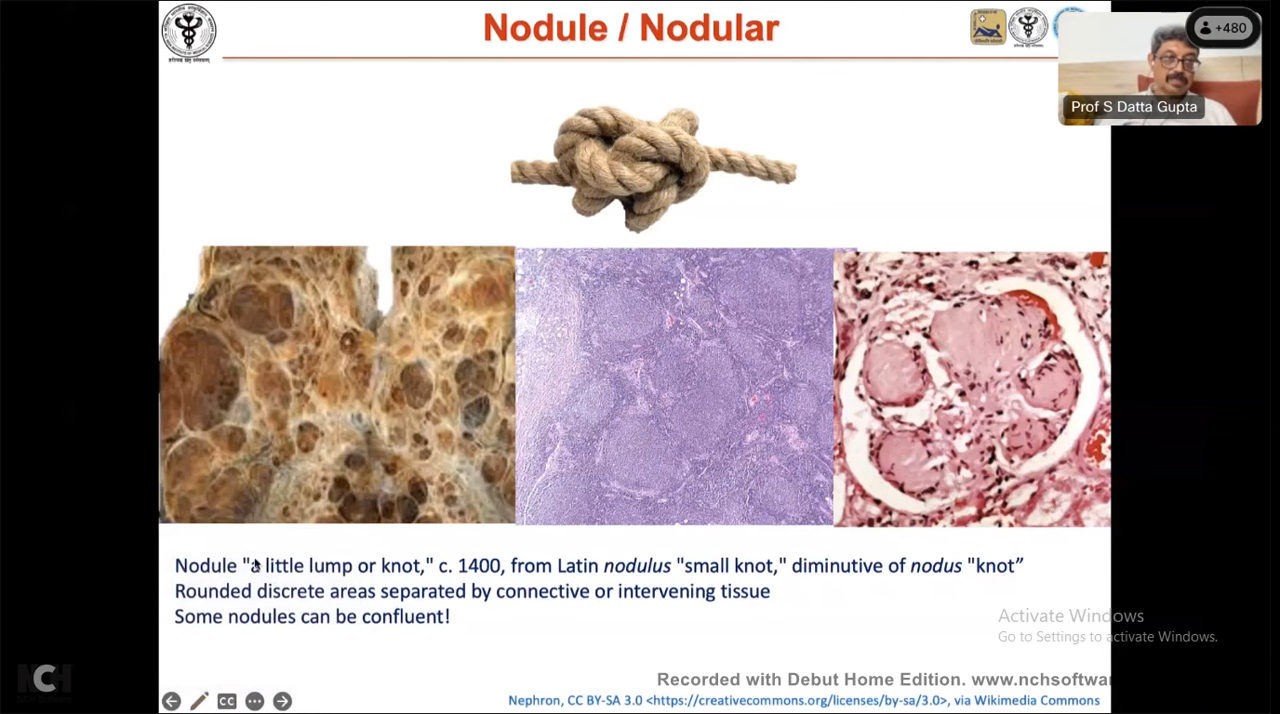 Nodule / Nodular
+480
Prof S Datta Gupta
Nodule "a little lump or knot," c. 1400, from Latin nodulus "small knot," diminutive of nodus "knot”
Rounded discrete areas separated by connective or intervening tissue
Some nodules can be confluent!
Activate Windows
Go to Settings to activate Windows.
NCH
Recorded with Debut Home Edition. www.nchsoftwar
CC
Nephron, CC BY-SA 3.0 <https://creativecommons.org/licenses/by-sa/3.0>, via Wikimedia Commons